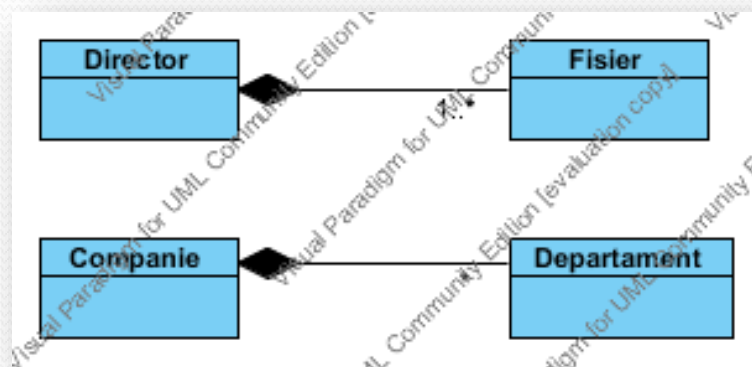 Director
Fisier
*..*
Companie
Departament
*
Visual Paradigm for UML Community Edition [evaluation copy]